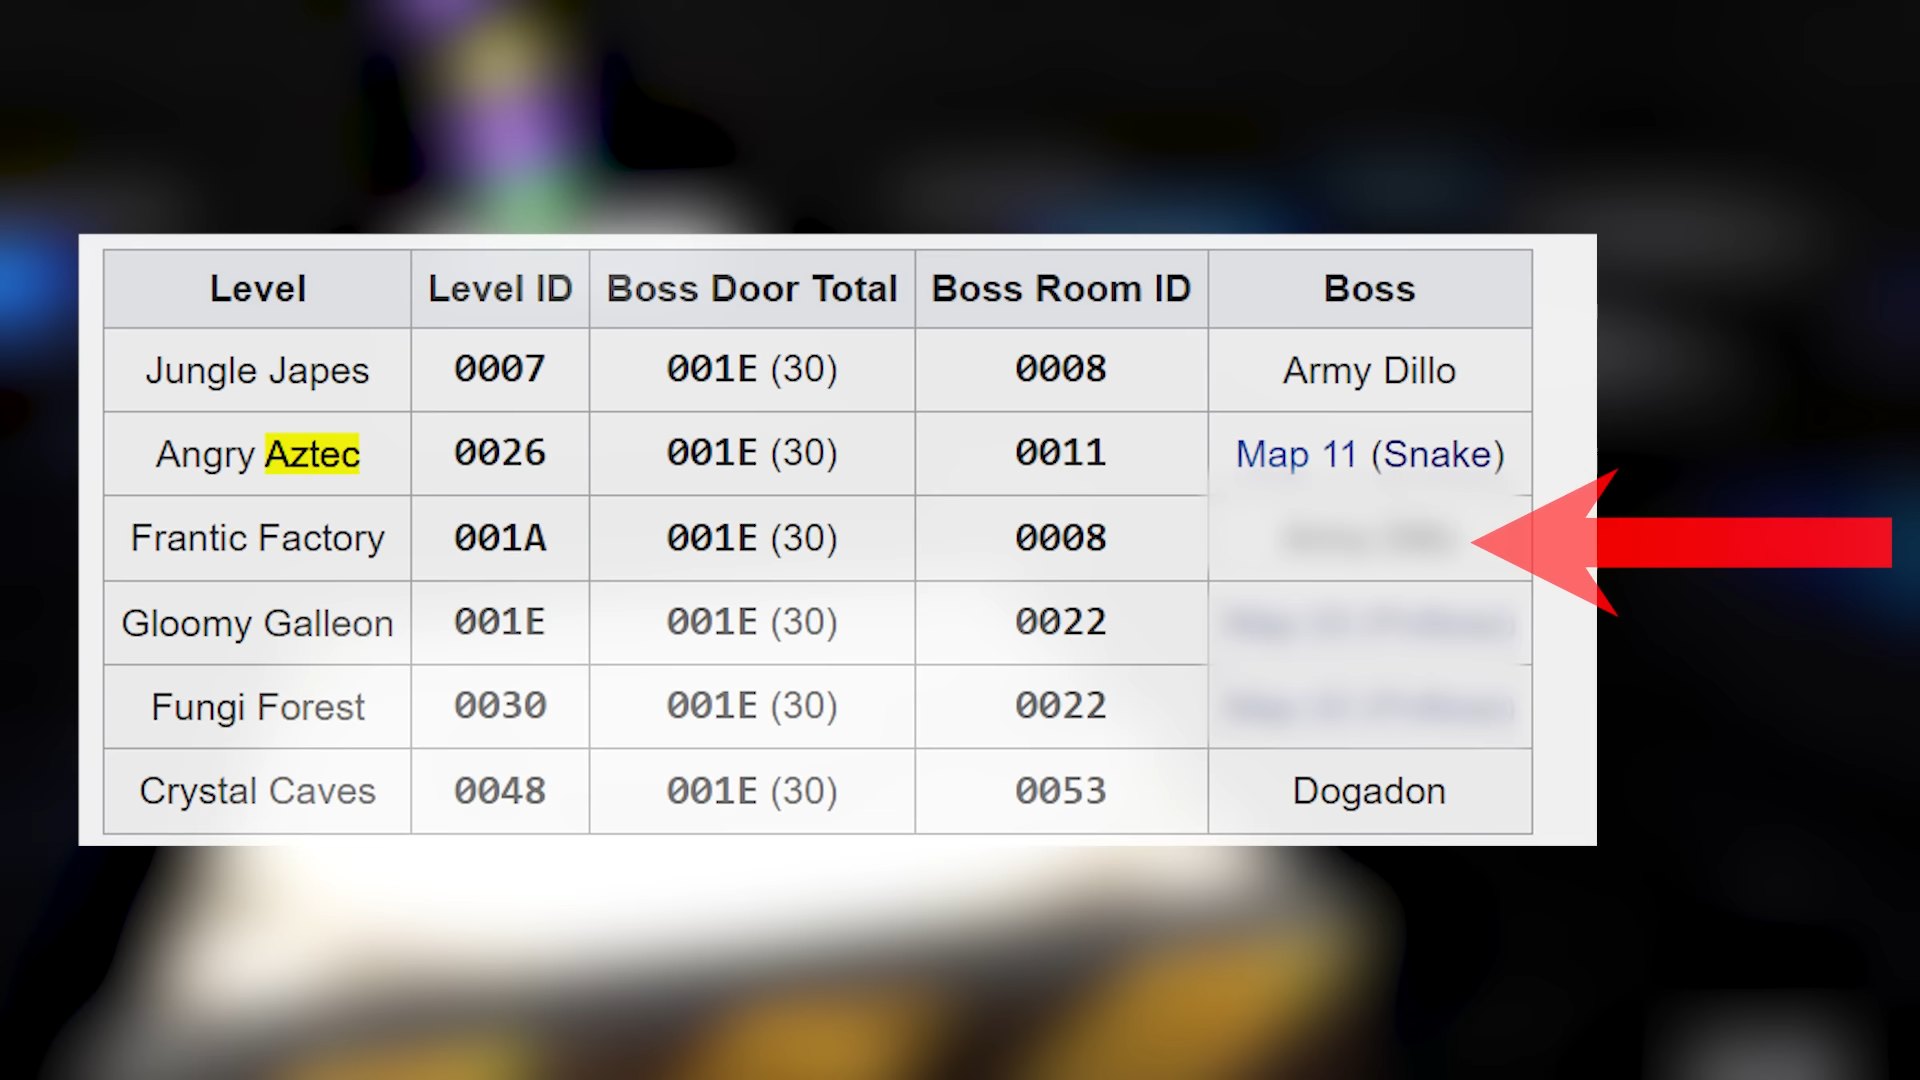 Level Level ID Boss Door Total Boss Room ID Boss
Jungle Japes 0007 001E (30) 0008 Army Dillo
Angry Aztec 0026 001E (30) 0011 Map 11 (Snake)
Frantic Factory 001A 001E (30) 0008
Gloomy Galleon 001E 001E (30) 0022
Fungi Forest 0030 001E (30) 0022
Crystal Caves 0048 001E (30) 0053 Dogadon